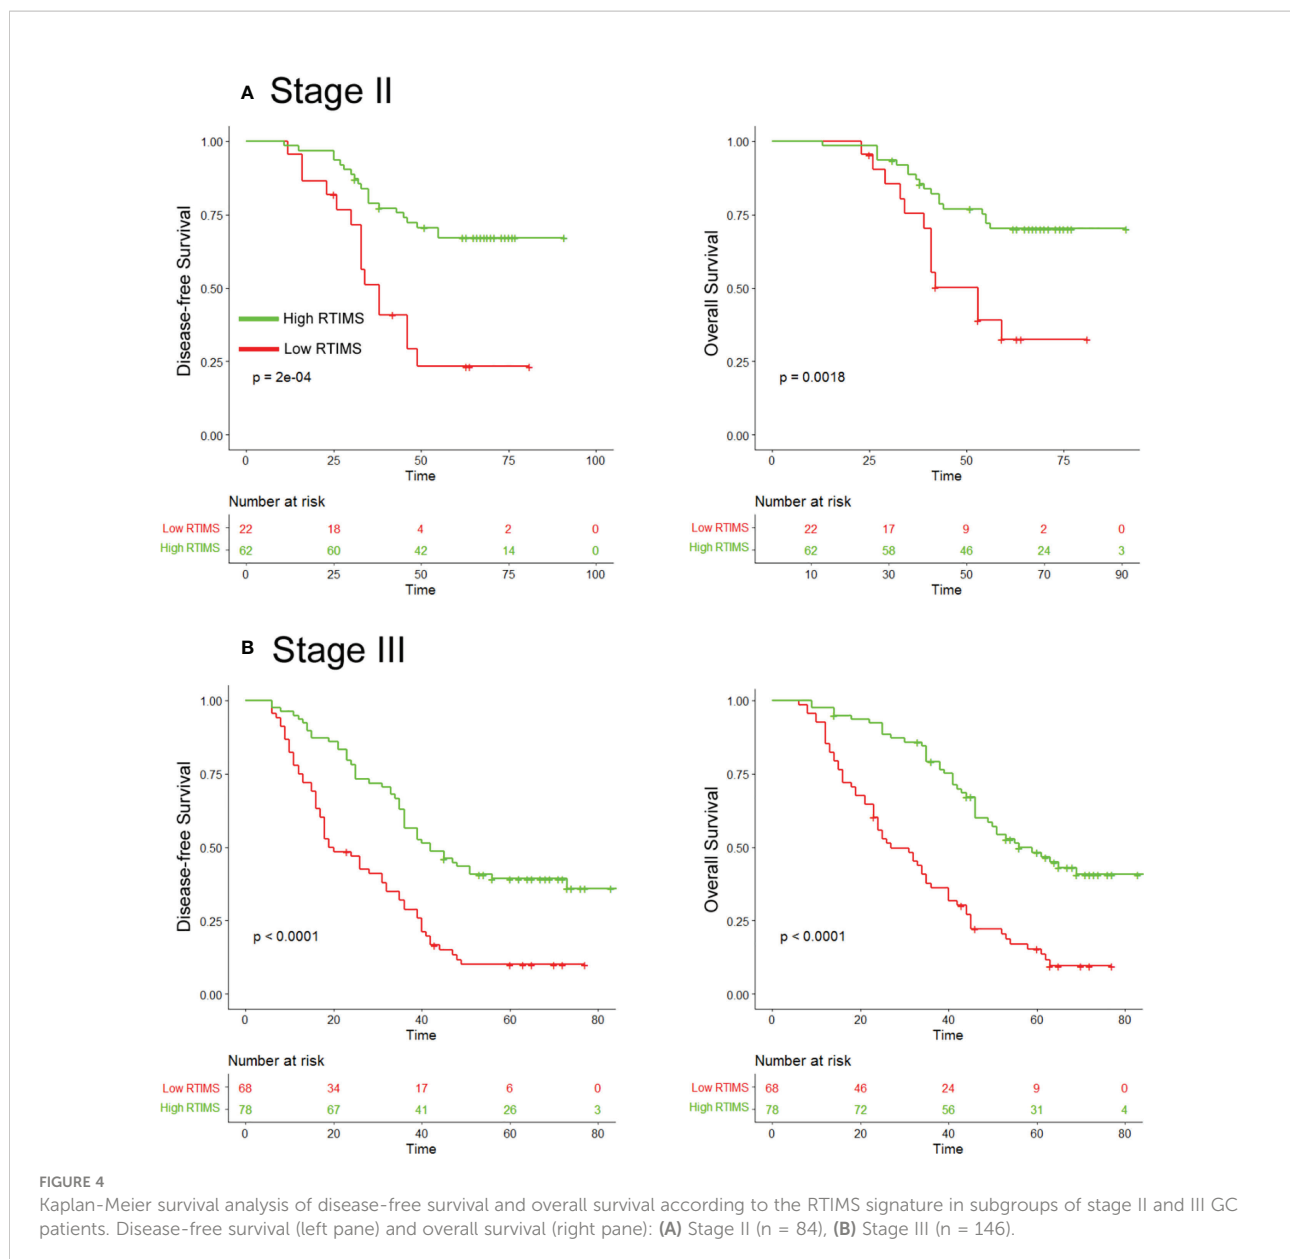 A Stage II
1.00
0.75
0.50
0.25
0.00
Disease-free Survival
High RTIMS
Low RTIMS
p = 2e-04
0 25 50 75 100
Time
Number at risk
Low RTIMS 22 18 4 2 0
High RTIMS 62 60 42 14 0
0 25 50 75 100
Time
1.00
0.75
0.50
0.25
0.00
Overall Survival
p = 0.0018
0 25 50 75
Time
Number at risk
Low RTIMS 22 17 9 2 0
High RTIMS 62 58 46 24 3
10 30 50 70 90
Time
B Stage III
1.00
0.75
0.50
0.25
0.00
Disease-free Survival
p < 0.0001
0 20 40 60 80
Time
Number at risk
Low RTIMS 68 34 17 6 0
High RTIMS 78 67 41 26 3
0 20 40 60 80
Time
1.00
0.75
0.50
0.25
0.00
Overall Survival
p < 0.0001
0 20 40 60 80
Time
Number at risk
Low RTIMS 68 46 24 9 0
High RTIMS 78 72 56 31 4
0 20 40 60 80
Time
FIGURE 4
Kaplan-Meier survival analysis of disease-free survival and overall survival according to the RTIMS signature in subgroups of stage II and III GC
patients. Disease-free survival (left pane) and overall survival (right pane): (A) Stage II (n = 84), (B) Stage III (n = 146).